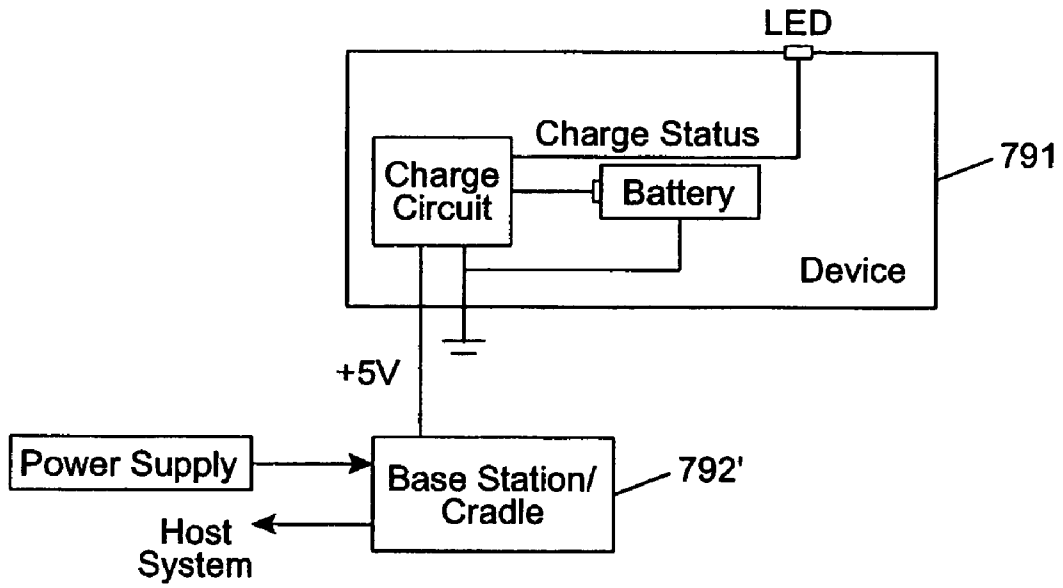 LED
Charge Status
791
Charge
Circuit
Battery
Device
+5V
Power Supply
Base Station/
Cradle
792'
Host
System